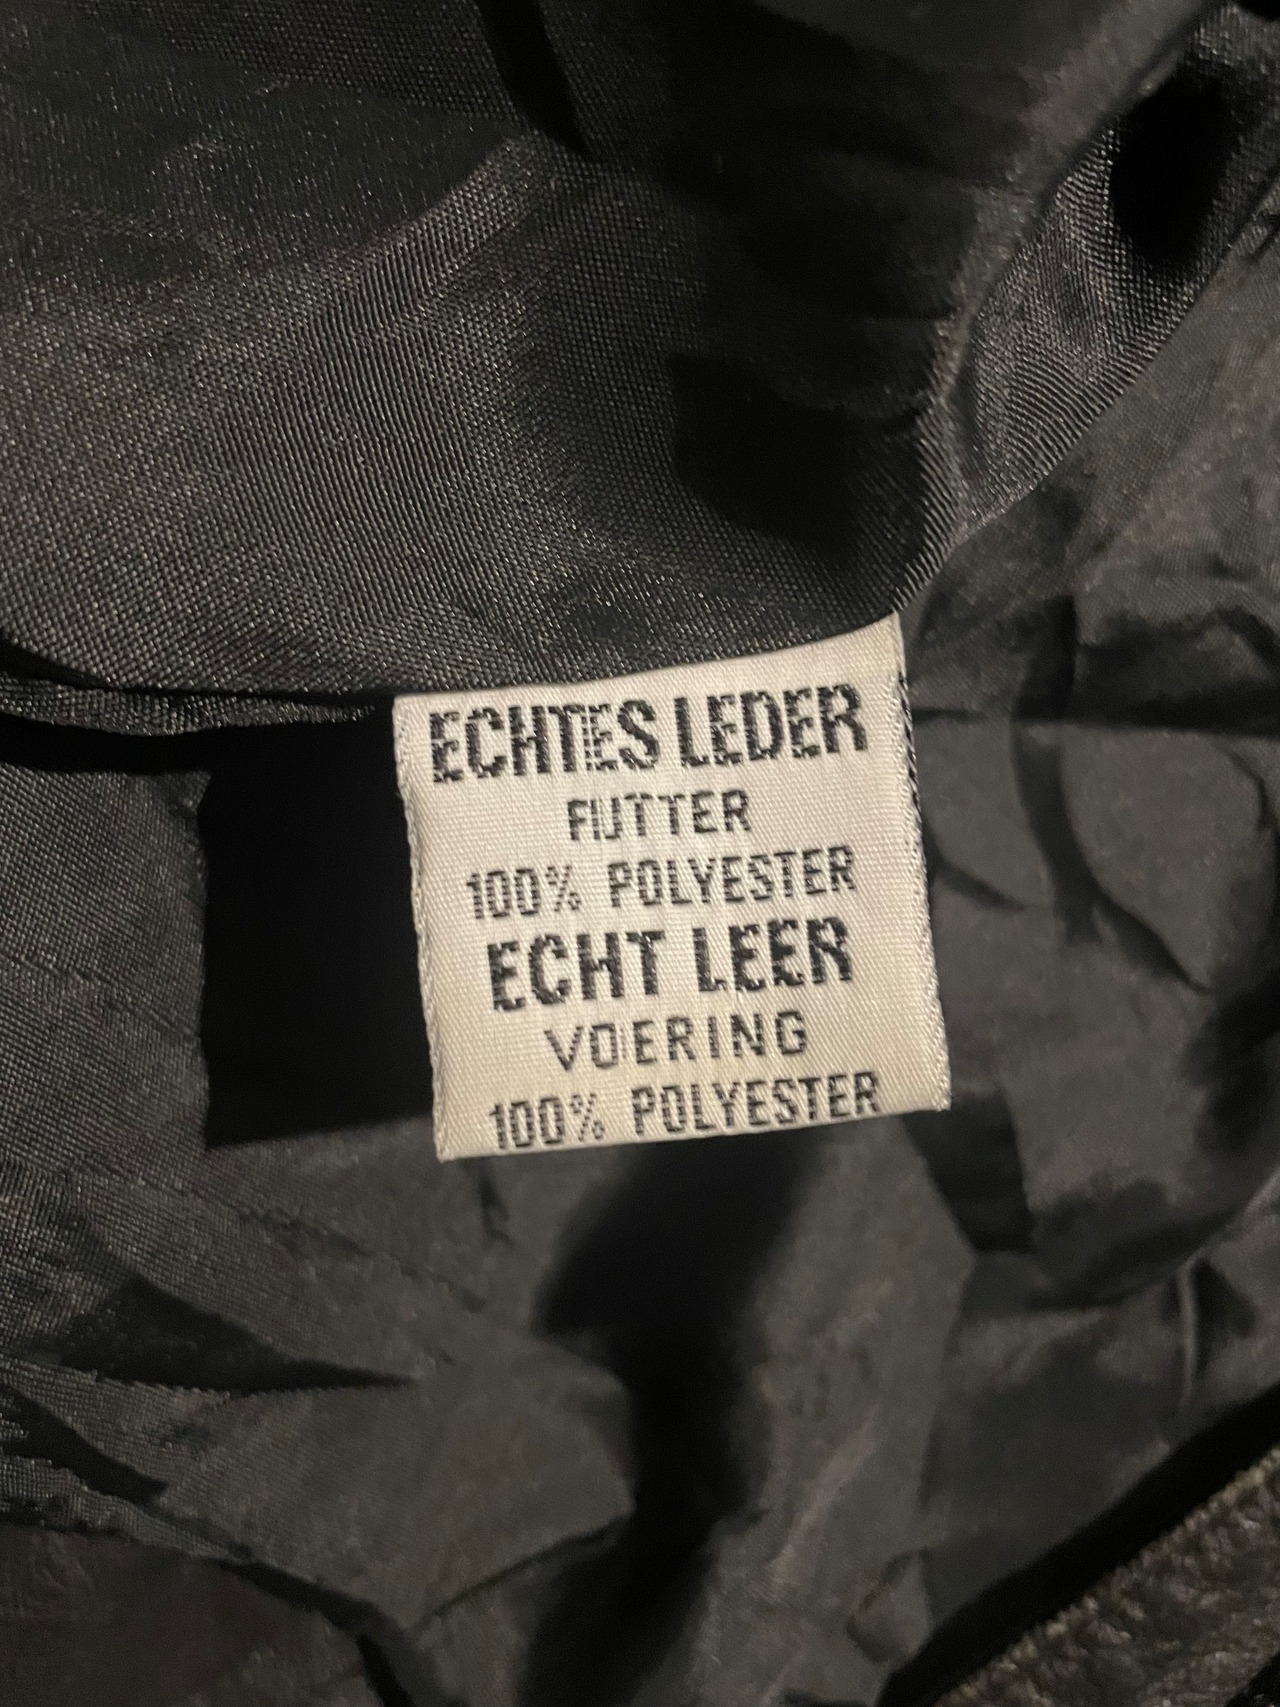 ECHTES LEDER
FUTTER
100% POLYESTER
ECHT LEER
VOERING
100% POLYESTER